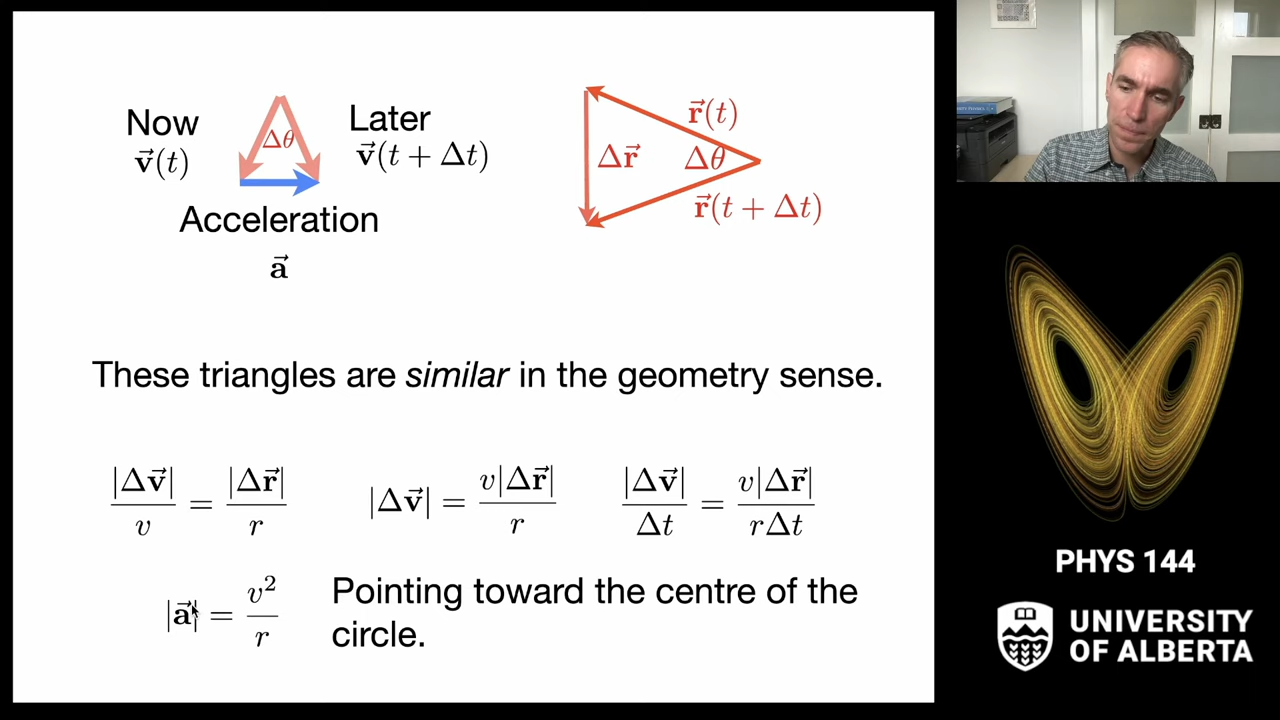 Now
Later
v⃗(t)
Δθ
v⃗(t + Δt)
Acceleration
a⃗
r⃗(t)
Δr⃗
Δθ
r⃗(t + Δt)
These triangles are similar in the geometry sense.
|Δv⃗|/v = |Δr⃗|/r
|Δv⃗| = v|Δr⃗|/r
|Δv⃗|/Δt = v|Δr⃗|/rΔt
|a⃗| = v²/r
Pointing toward the centre of the
circle.
PHYS 144
UNIVERSITY
OF ALBERTA